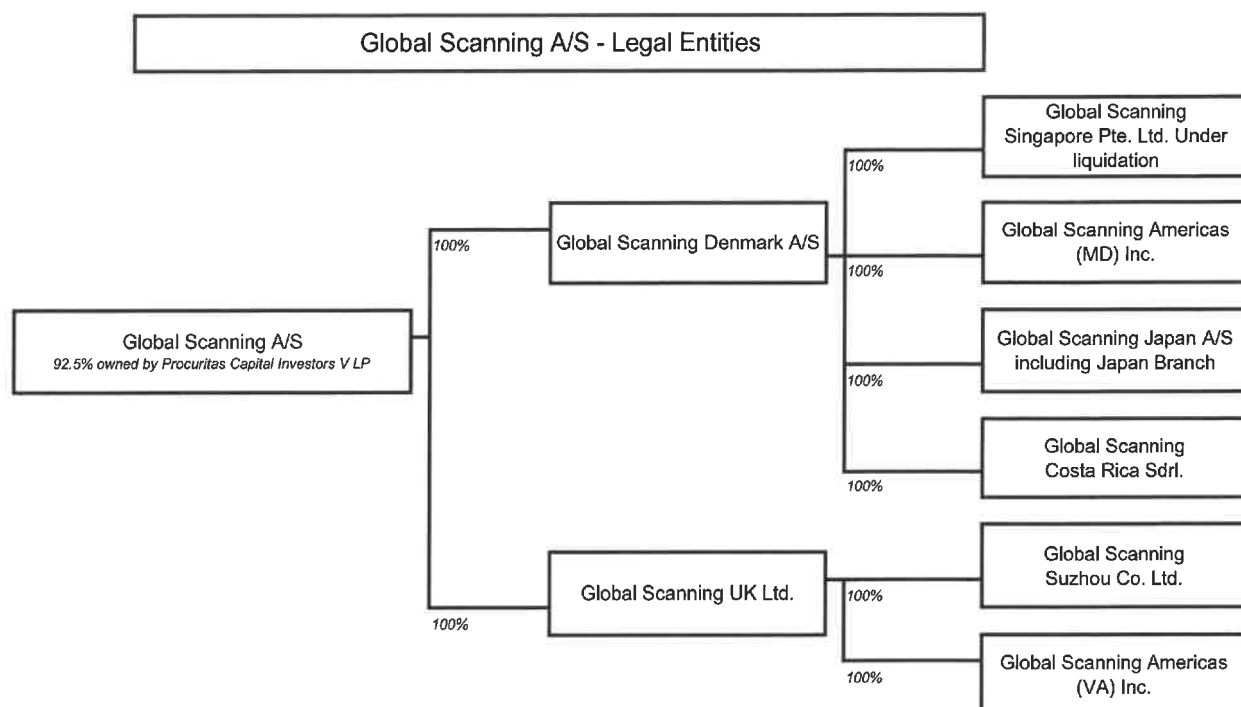 Global Scanning A/S - Legal Entities
Global Scanning
Singapore Pte. Ltd. Under
liquidation
100%
Global Scanning Denmark A/S
100%
Global Scanning Americas
(MD) Inc.
100%
Global Scanning A/S
92.5% owned by Procuritas Capital Investors V LP
Global Scanning Japan A/S
including Japan Branch
100%
Global Scanning
Costa Rica Sdrl.
100%
Global Scanning UK Ltd.
100%
Global Scanning
Suzhou Co. Ltd.
100%
Global Scanning Americas
(VA) Inc.
100%